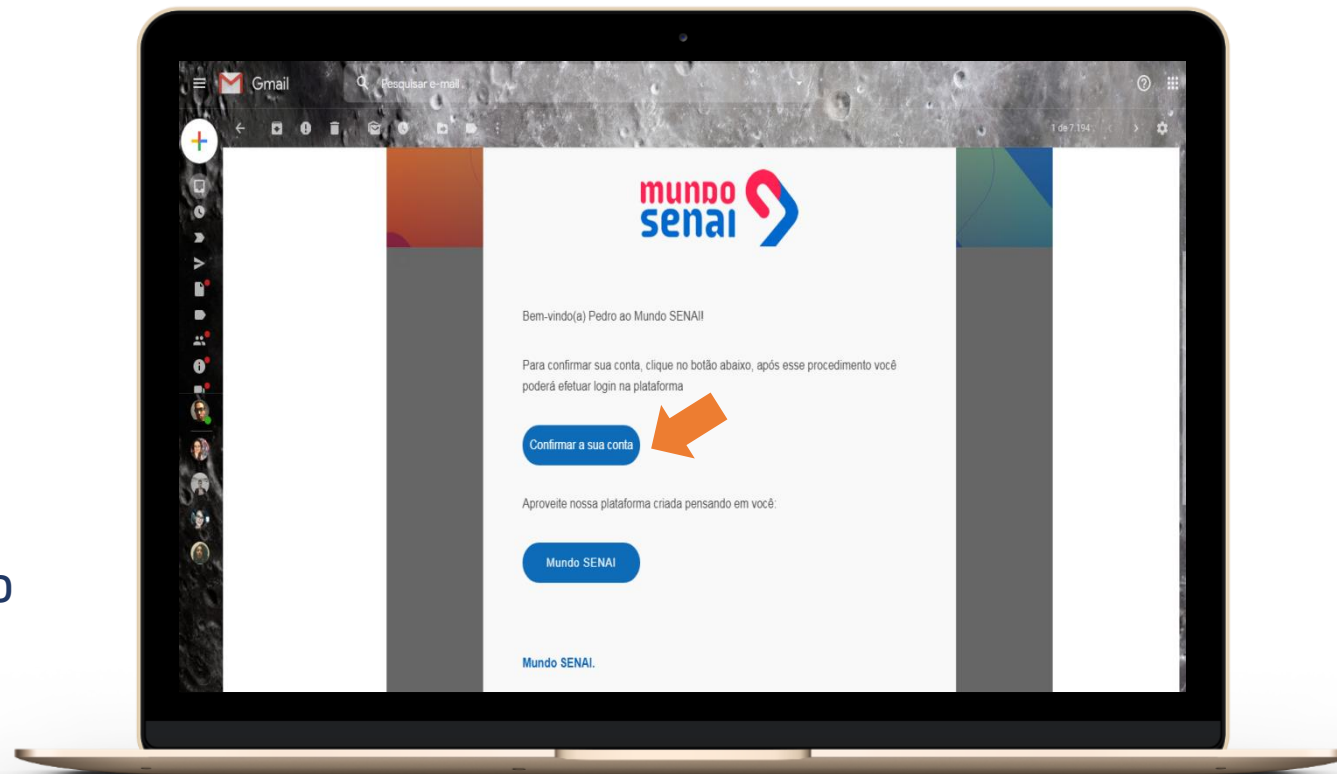 Gmail
Pesquisar e-mail
1 de 7.194
mundo
senai
Bem-vindo(a) Pedro ao Mundo SENAI!
Para confirmar sua conta, clique no botão abaixo, após esse procedimento você
poderá efetuar login na plataforma
Confirmar a sua conta
Aproveite nossa plataforma criada pensando em você:
Mundo SENAI
Mundo SENAI.